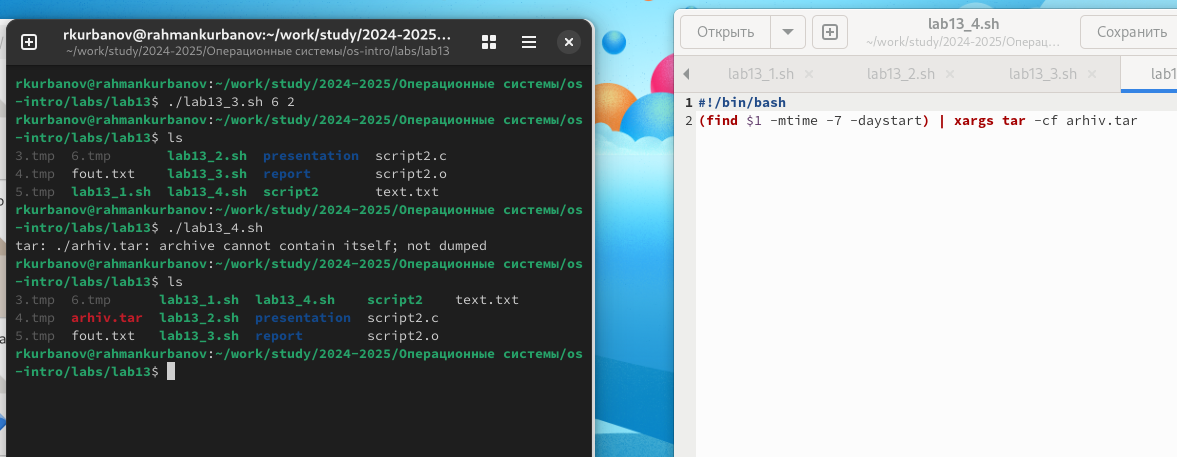 rkurbanov@rahmankurbanov:~/work/study/2024-2025...
~/work/study/2024-2025/Операционные системы/os-intro/labs/lab13
rkurbanov@rahmankurbanov:~/work/study/2024-2025/Операционные системы/os
-intro/labs/lab13$ ./lab13_3.sh 6 2
rkurbanov@rahmankurbanov:~/work/study/2024-2025/Операционные системы/os
-intro/labs/lab13$ ls
3.tmp 6.tmp lab13_2.sh presentation script2.c
4.tmp fout.txt lab13_3.sh report script2.o
5.tmp lab13_1.sh lab13_4.sh script2 text.txt
rkurbanov@rahmankurbanov:~/work/study/2024-2025/Операционные системы/os
-intro/labs/lab13$ ./lab13_4.sh
tar: ./arhiv.tar: archive cannot contain itself; not dumped
rkurbanov@rahmankurbanov:~/work/study/2024-2025/Операционные системы/os
-intro/labs/lab13$ ls
3.tmp 6.tmp lab13_1.sh lab13_4.sh script2 text.txt
4.tmp arhiv.tar lab13_2.sh presentation script2.c
5.tmp fout.txt lab13_3.sh report script2.o
rkurbanov@rahmankurbanov:~/work/study/2024-2025/Операционные системы/os
-intro/labs/lab13$
Открыть
lab13_4.sh
~/work/study/2024-2025/Операц...
Сохранить
lab13_1.sh lab13_2.sh lab13_3.sh lab1
1 #!/bin/bash
2 (find $1 -mtime -7 -daystart) | xargs tar -cf arhiv.tar